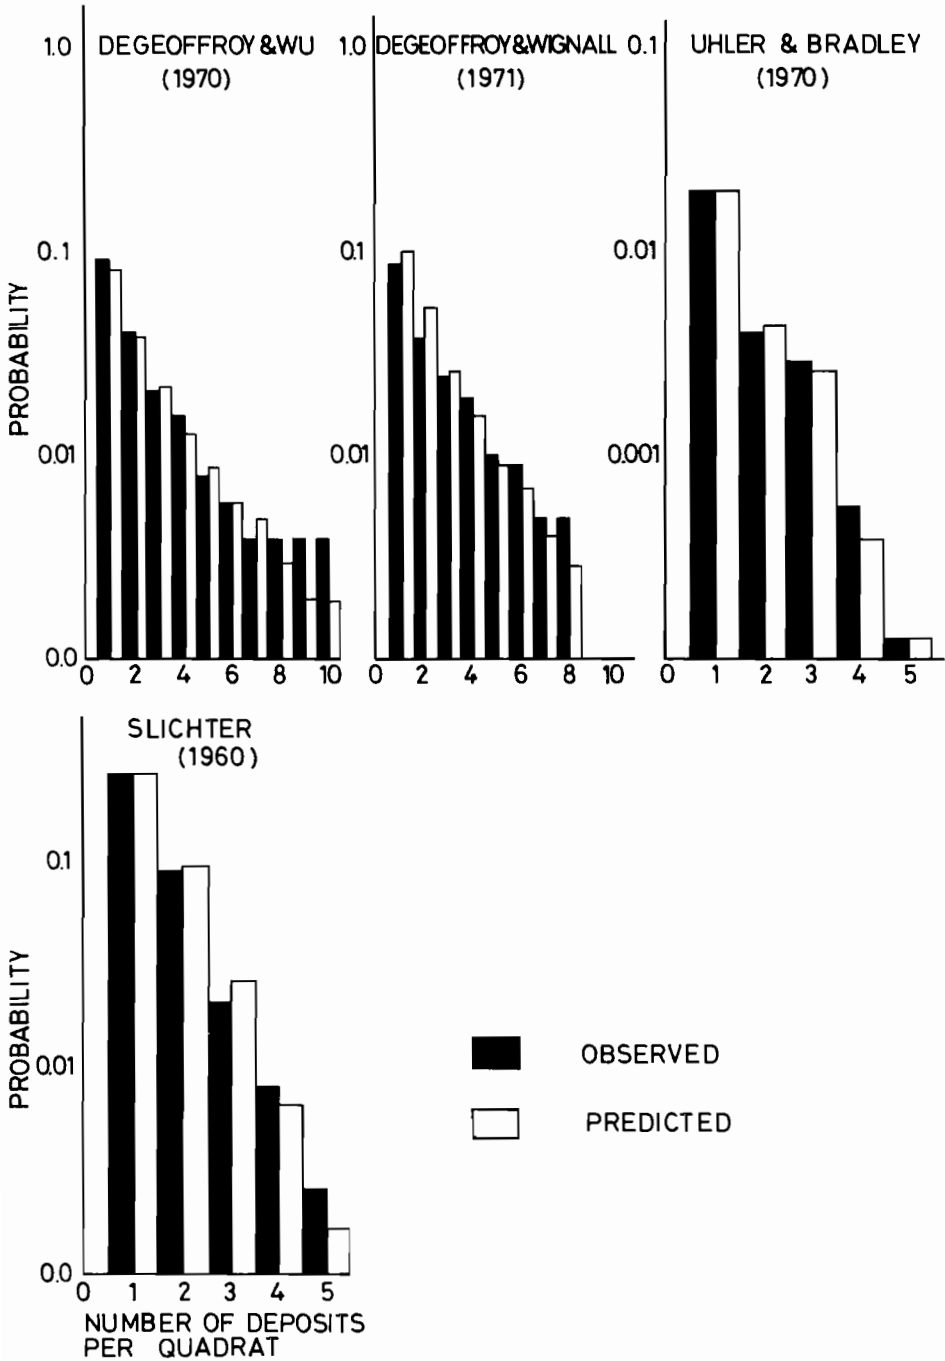 DEGEOFFROY & WU
(1970)
1.0
0.1
0.01
0.0
PROBABILITY
0 2 4 6 8 10
DEGEOFFROY&WIGNALL
(1971)
1.0
0.1
0.01
0 2 4 6 8 10
UHLER & BRADLEY
(1970)
0.1
0.01
0.001
0 1 2 3 4 5
SLICHTER
(1960)
0.1
0.01
0.0
PROBABILITY
0 1 2 3 4 5
NUMBER OF DEPOSITS
PER QUADRAT
OBSERVED
PREDICTED